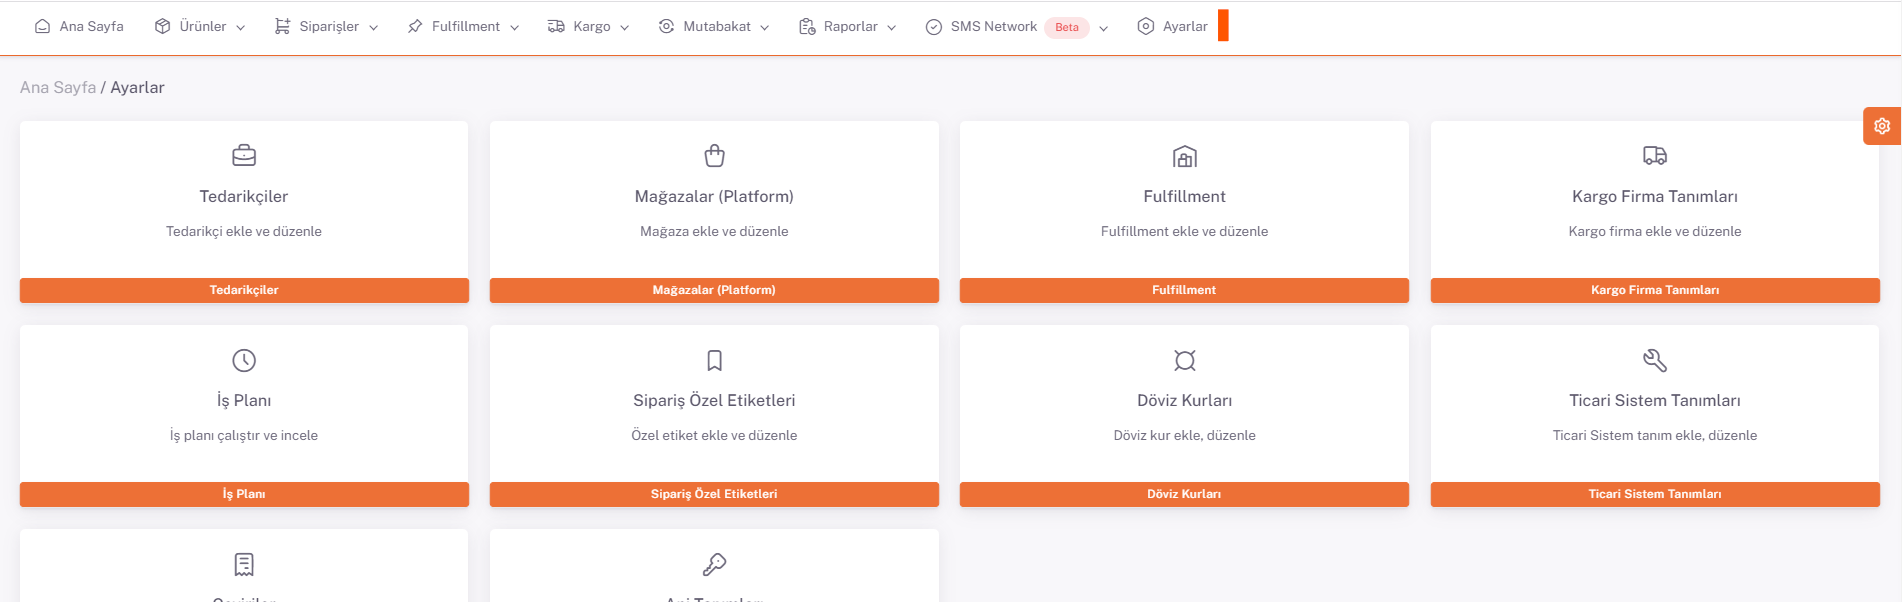 Ana Sayfa Ürünler Siparişler Fulfillment Kargo Mutabakat Raporlar SMS Network Beta Ayarlar
Ana Sayfa / Ayarlar
Tedarikçiler
Tedarikçi ekle ve düzenle
Tedarikçiler
Mağazalar (Platform)
Mağaza ekle ve düzenle
Mağazalar (Platform)
Fulfillment
Fulfillment ekle ve düzenle
Fulfillment
Kargo Firma Tanımları
Kargo firma ekle ve düzenle
Kargo Firma Tanımları
İş Planı
İş planı çalıştır ve incele
İş Planı
Sipariş Özel Etiketleri
Özel etiket ekle ve düzenle
Sipariş Özel Etiketleri
Döviz Kurları
Döviz kur ekle, düzenle
Döviz Kurları
Ticari Sistem Tanımları
Ticari Sistem tanım ekle, düzenle
Ticari Sistem Tanımları